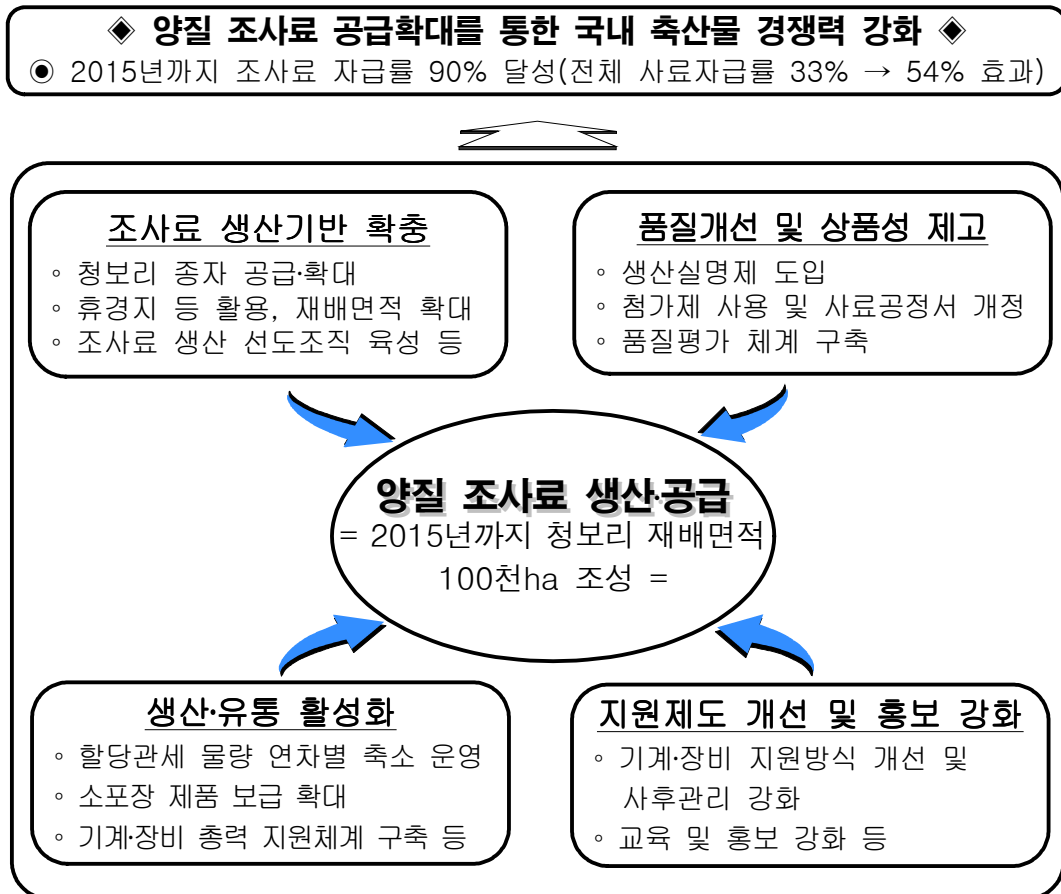 ◈ 양질 조사료 공급확대를 통한 국내 축산물 경쟁력 강화 ◈
◉ 2015년까지 조사료 자급률 90% 달성(전체 사료자급률 33% → 54% 효과)
조사료 생산기반 확충
◦ 청보리 종자 공급·확대
◦ 휴경지 등 활용, 재배면적 확대
◦ 조사료 생산 선도조직 육성 등
품질개선 및 상품성 제고
◦ 생산실명제 도입
◦ 첨가제 사용 및 사료공정서 개정
◦ 품질평가 체계 구축
양질 조사료 생산·공급
= 2015년까지 청보리 재배면적
100천ha 조성 =
생산·유통 활성화
◦ 할당관세 물량 연차별 축소 운영
◦ 소포장 제품 보급 확대
◦ 기계·장비 총력 지원체계 구축 등
지원제도 개선 및 홍보 강화
◦ 기계·장비 지원방식 개선 및
사후관리 강화
◦ 교육 및 홍보 강화 등